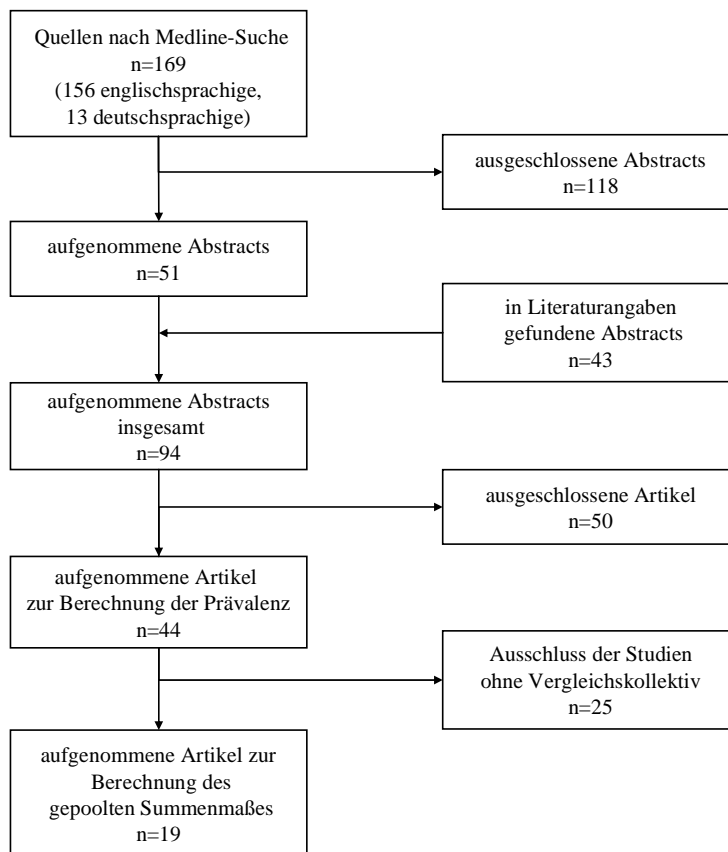 Quellen nach Medline-Suche
n=169
(156 englischsprachige,
13 deutschsprachige)
ausgeschlossene Abstracts
n=118
aufgenommene Abstracts
n=51
in Literaturangaben
gefundene Abstracts
n=43
aufgenommene Abstracts
insgesamt
n=94
ausgeschlossene Artikel
n=50
aufgenommene Artikel
zur Berechnung der Prävalenz
n=44
Ausschluss der Studien
ohne Vergleichskollektiv
n=25
aufgenommene Artikel zur
Berechnung des
gepoolten Summenmaßes
n=19